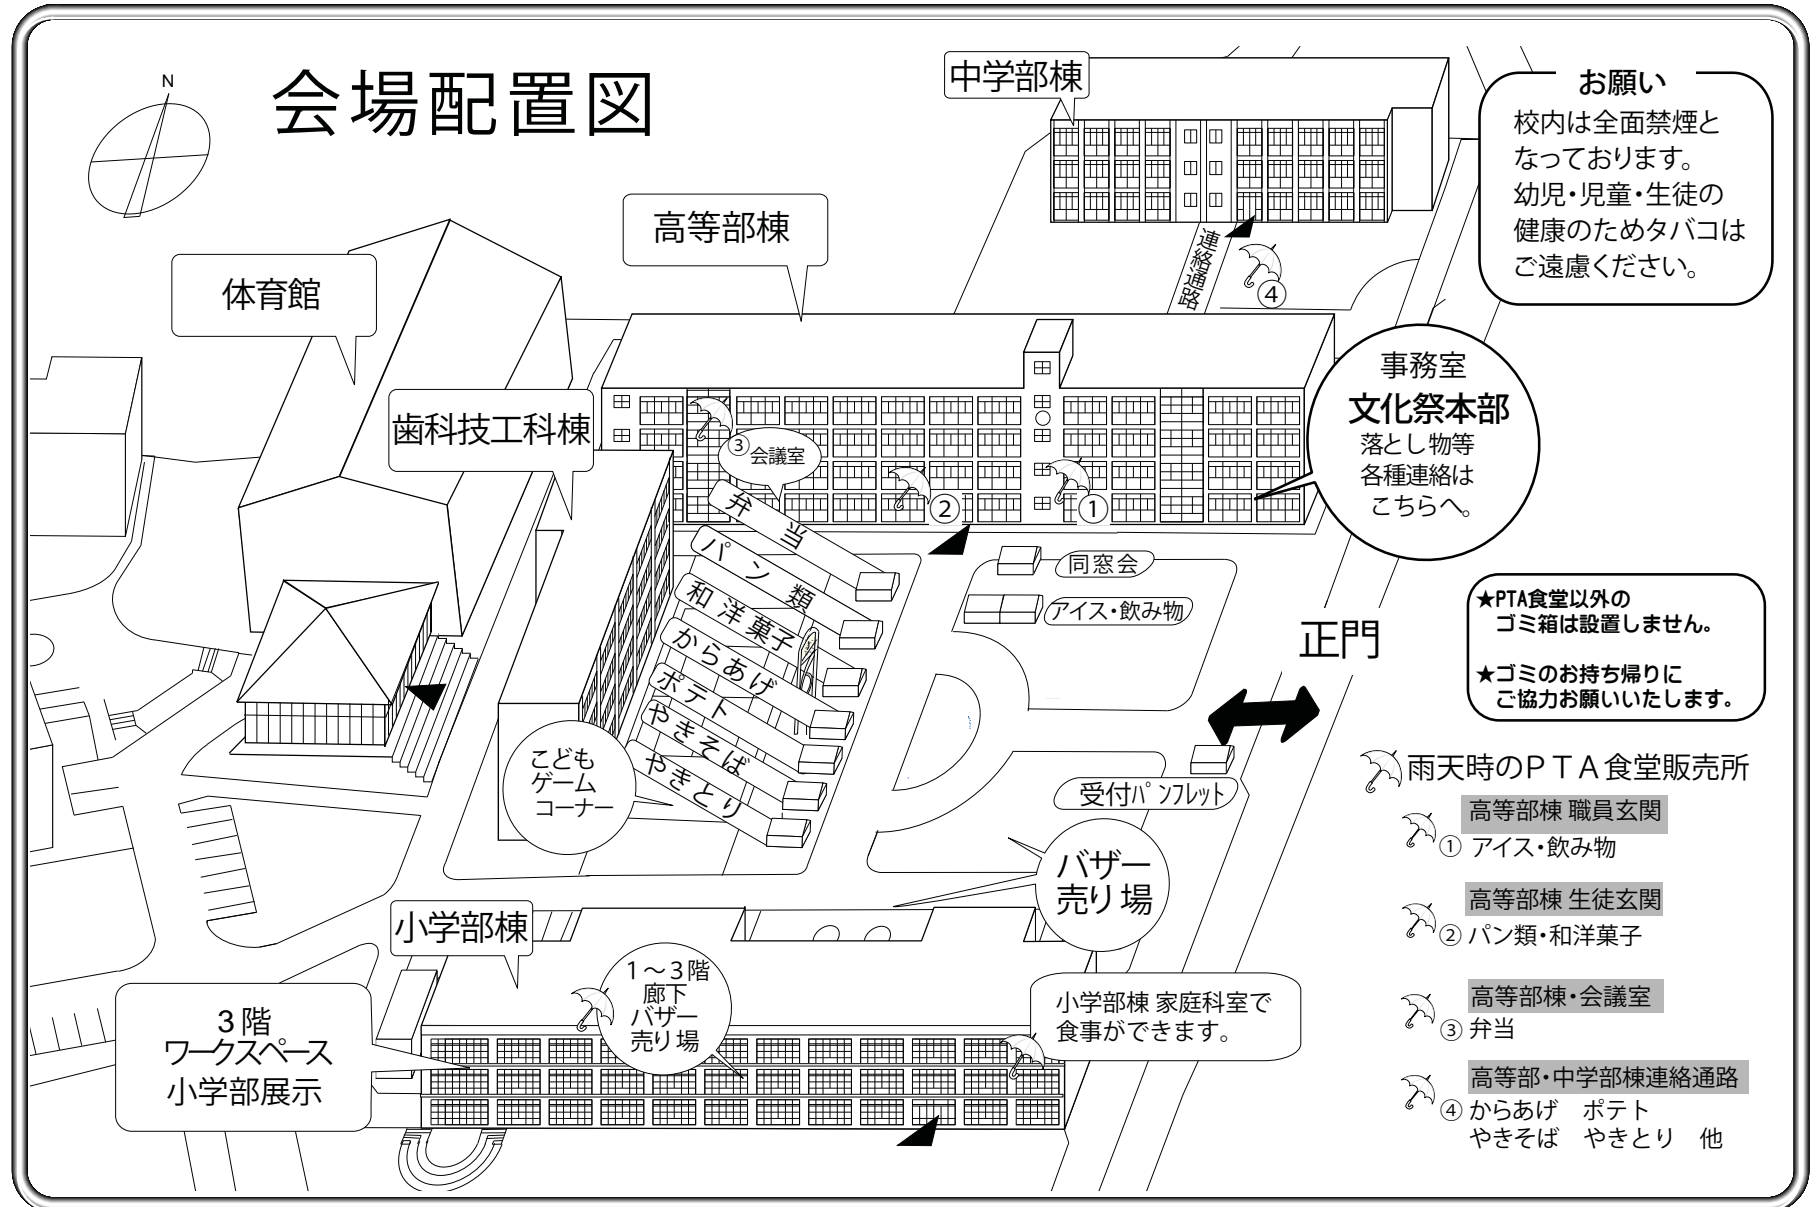 N
会場配置図
中学部棟
お願い
校内は全面禁煙と
なっております。
幼児・児童・生徒の
健康のためタバコは
ご遠慮ください。
高等部棟
連絡通路
④
体育館
事務室
文化祭本部
落とし物等
各種連絡は
こちらへ。
歯科技工科棟
③
会議室
②
①
弁当
パン類
和洋菓子
からあげ
ポテト
やきそば
やきとり
同窓会
アイス・飲み物
正門
★PTA食堂以外の
ゴミ箱は設置しません。
★ゴミのお持ち帰りに
ご協力お願いいたします。
こども
ゲーム
コーナー
受付パンフレット
バザー
売り場
雨天時のPTA食堂販売所
高等部棟 職員玄関
① アイス・飲み物
高等部棟 生徒玄関
② パン類・和洋菓子
高等部棟・会議室
③ 弁当
高等部・中学部棟連絡通路
④ からあげ ポテト
やきそば やきとり 他
小学部棟
1～3階
廊下
バザー
売り場
小学部棟 家庭科室で
食事ができます。
3階
ワークスペース
小学部展示